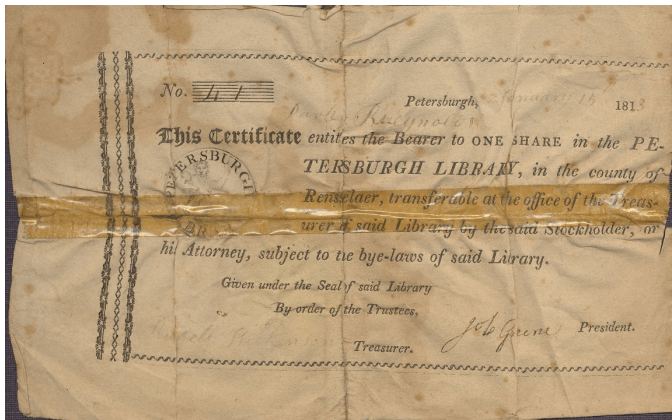 No. 41
Petersburgh, 1813
This Certificate entitles the Bearer to ONE SHARE in the PE-
TERSBURGH LIBRARY, in the county of
Renselaer, transferable at the office of the Treas-
urer of said Library by the said Stockholder, or
his Attorney, subject to the bye-laws of said Library.
PETERSBURGH
Given under the Seal of said Library
By order of the Trustees.
President.
Treasurer.